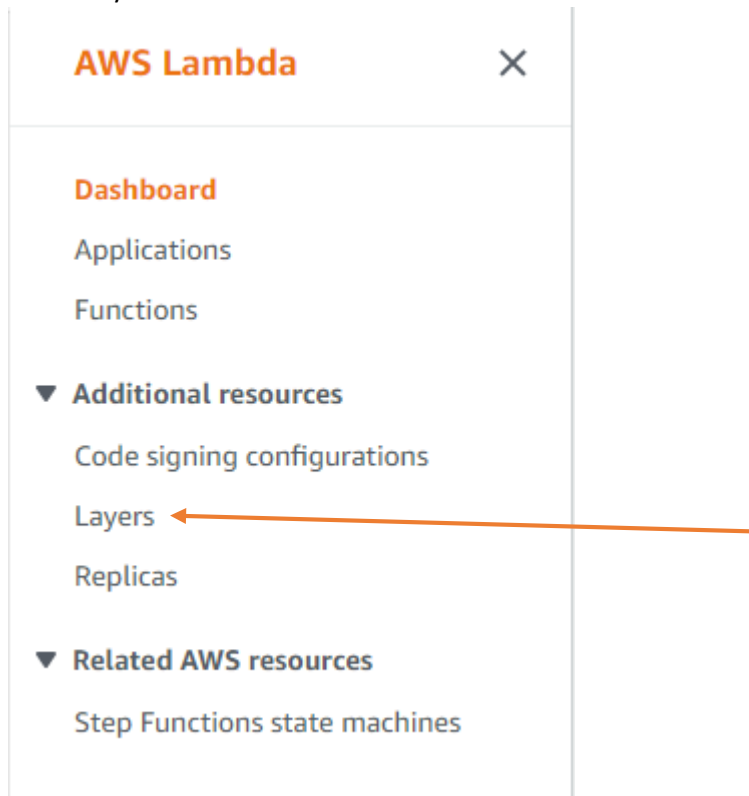 AWS Lambda
Dashboard
Applications
Functions
Additional resources
Code signing configurations
Layers
Replicas
Related AWS resources
Step Functions state machines